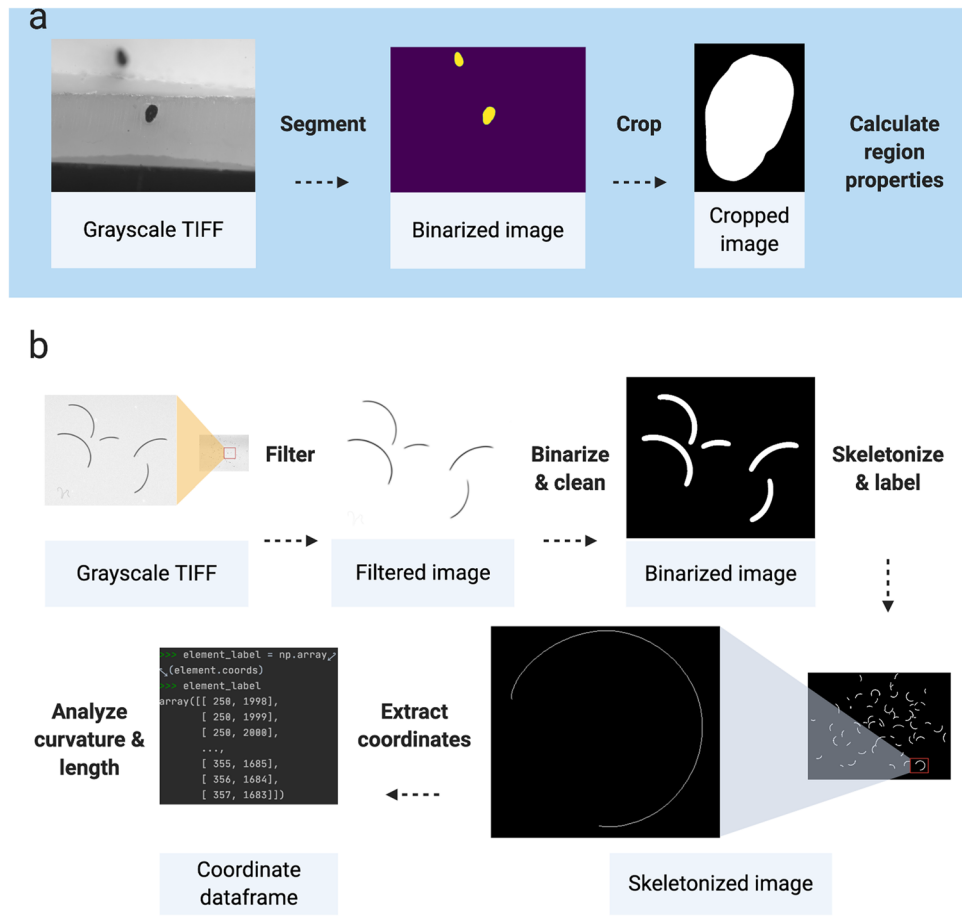 a
Segment
Crop
Calculate
region
properties
Grayscale TIFF
Binarized image
Cropped
image
b
Filter
Binarize
& clean
Skeletonize
& label
Grayscale TIFF
Filtered image
Binarized image
>>> element_label = np.array
(element.coords)
>>> element_label
array([[ 250, 1998],
[ 250, 1999],
[ 250, 2000],
...,
[ 355, 1685],
[ 356, 1684],
[ 357, 1683]])
Analyze
curvature &
length
Extract
coordinates
Coordinate
dataframe
Skeletonized image